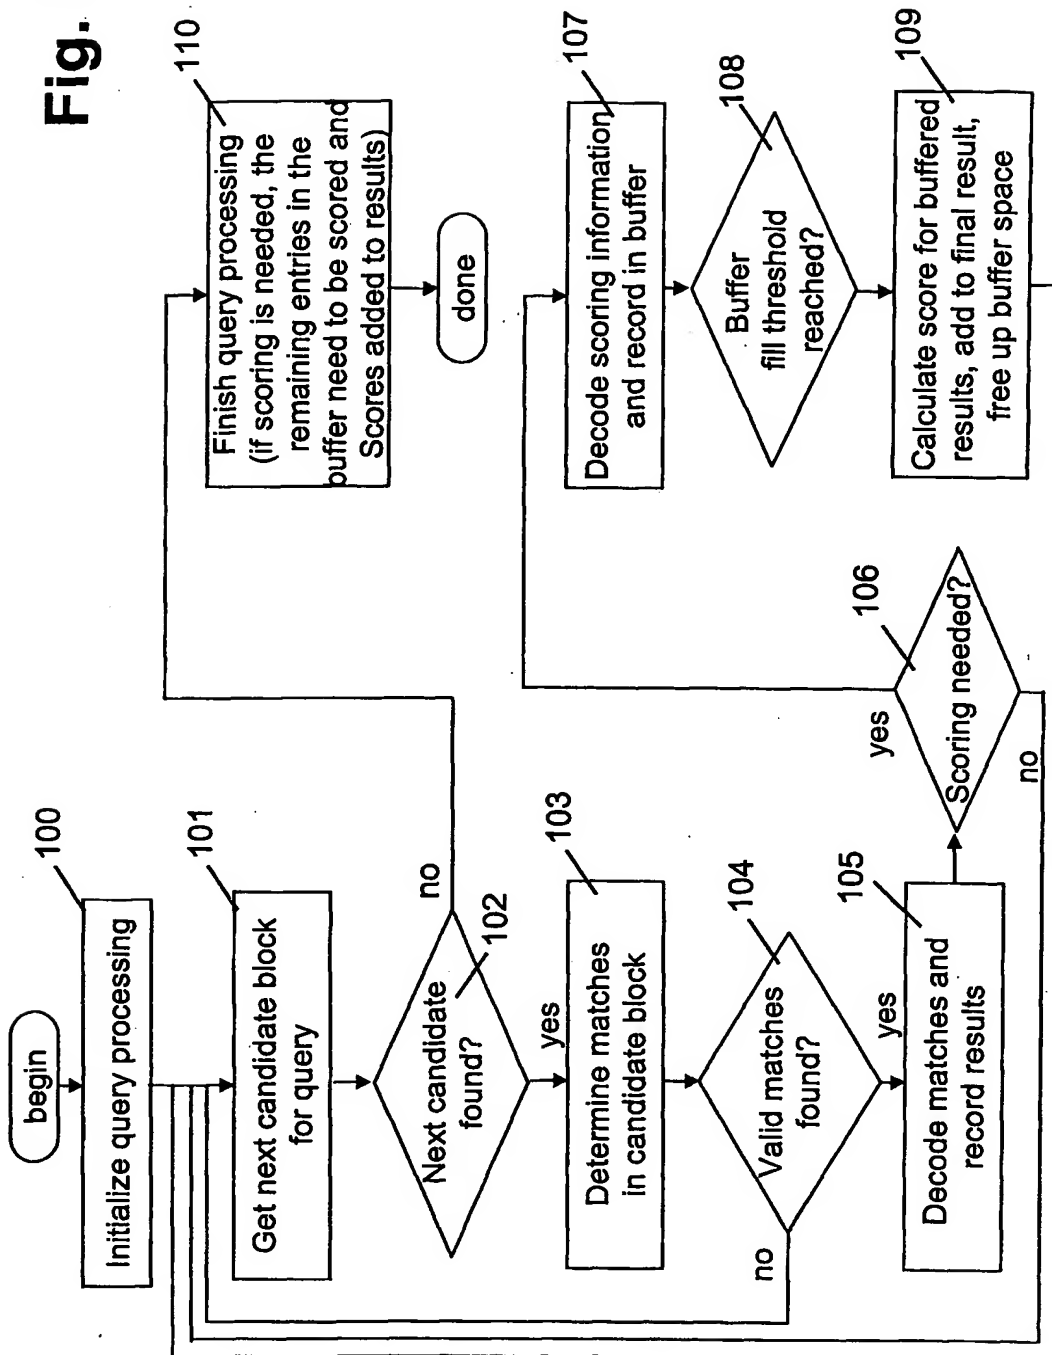 Fig.
begin
100
Initialize query processing
101
Get next candidate block
for query
Next candidate
found?
102
no
yes
103
Determine matches
in candidate block
104
Valid matches
found?
no
yes
105
Decode matches and
record results
106
Scoring needed?
yes
no
107
Decode scoring information
and record in buffer
108
Buffer
fill threshold
reached?
109
Calculate score for buffered
results, add to final result,
free up buffer space
110
Finish query processing
(if scoring is needed, the
remaining entries in the
buffer need to be scored and
Scores added to results)
done